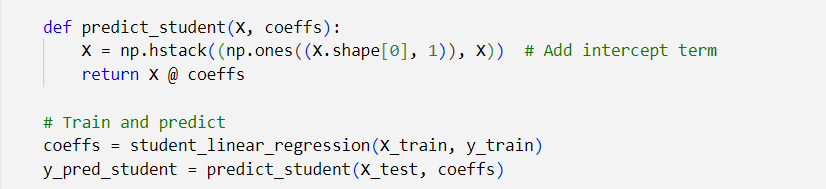 def predict_student(X, coeffs):
    X = np.hstack((np.ones((X.shape[0], 1)), X))  # Add intercept term
    return X @ coeffs

# Train and predict
coeffs = student_linear_regression(X_train, y_train)
y_pred_student = predict_student(X_test, coeffs)